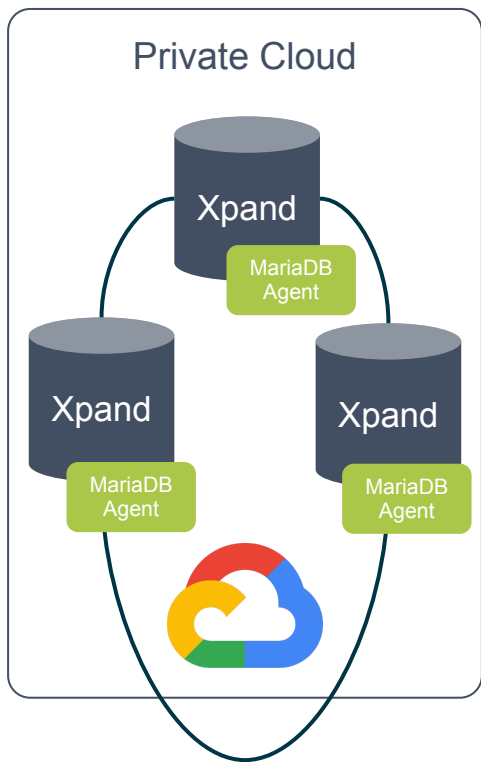 Private Cloud
Xpand
MariaDB
Agent
Xpand
MariaDB
Agent
Xpand
MariaDB
Agent